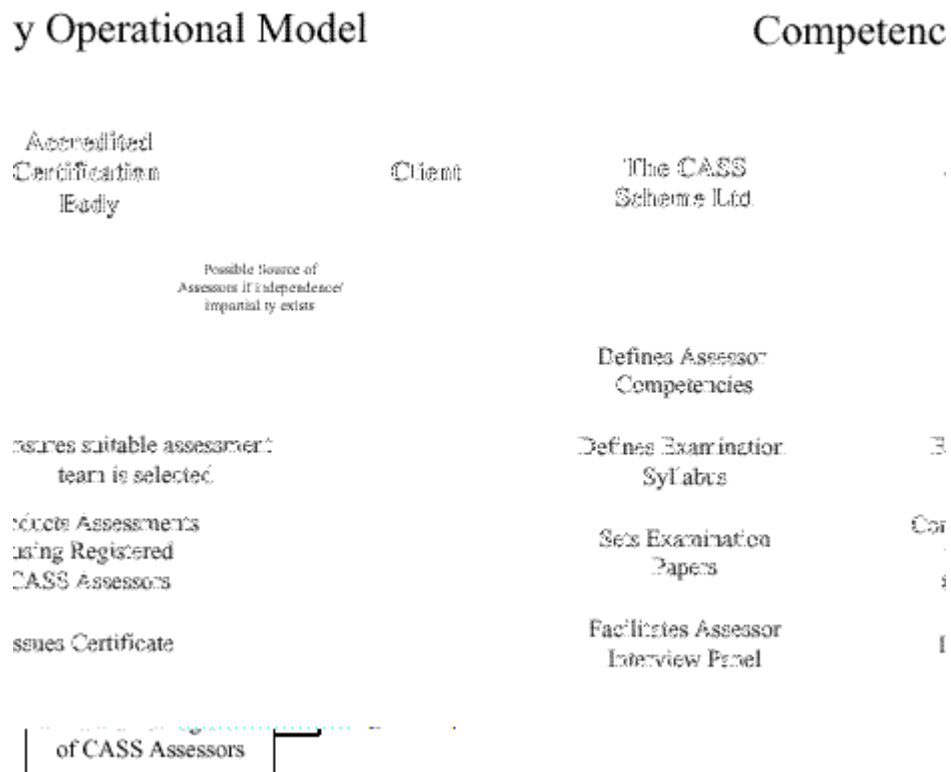 y Operational Model
Competenc
Accredited
Certification
Body
Client
The CASS
Scheme Ltd
Possible Source of
Assessors if independence/
impartiality exists
Defines Assessor
Competencies
nsures suitable assessment
team is selected
Defines Examination
Syllabus
ducts Assessments
using Registered
CASS Assessors
Sets Examination
Papers
Con
ssues Certificate
Facilitates Assessor
Interview Panel
of CASS Assessors